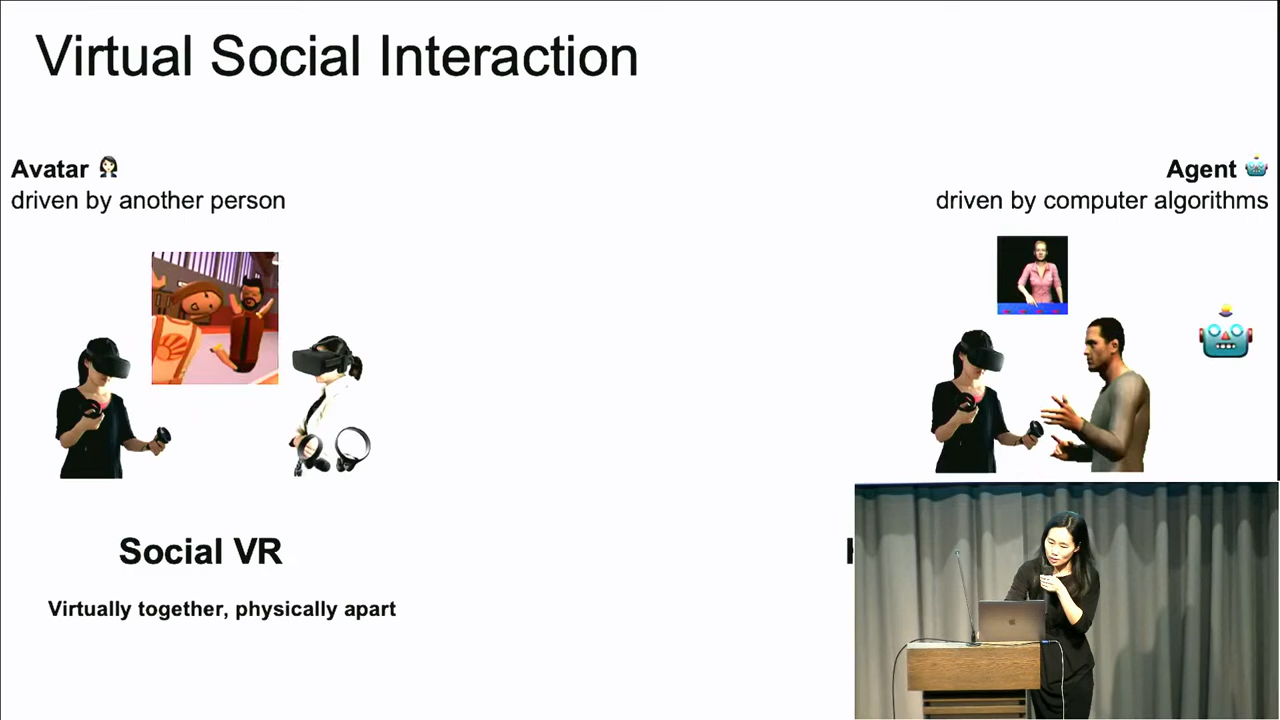 Virtual Social Interaction
Avatar
driven by another person
Agent
driven by computer algorithms
Social VR
Virtually together, physically apart